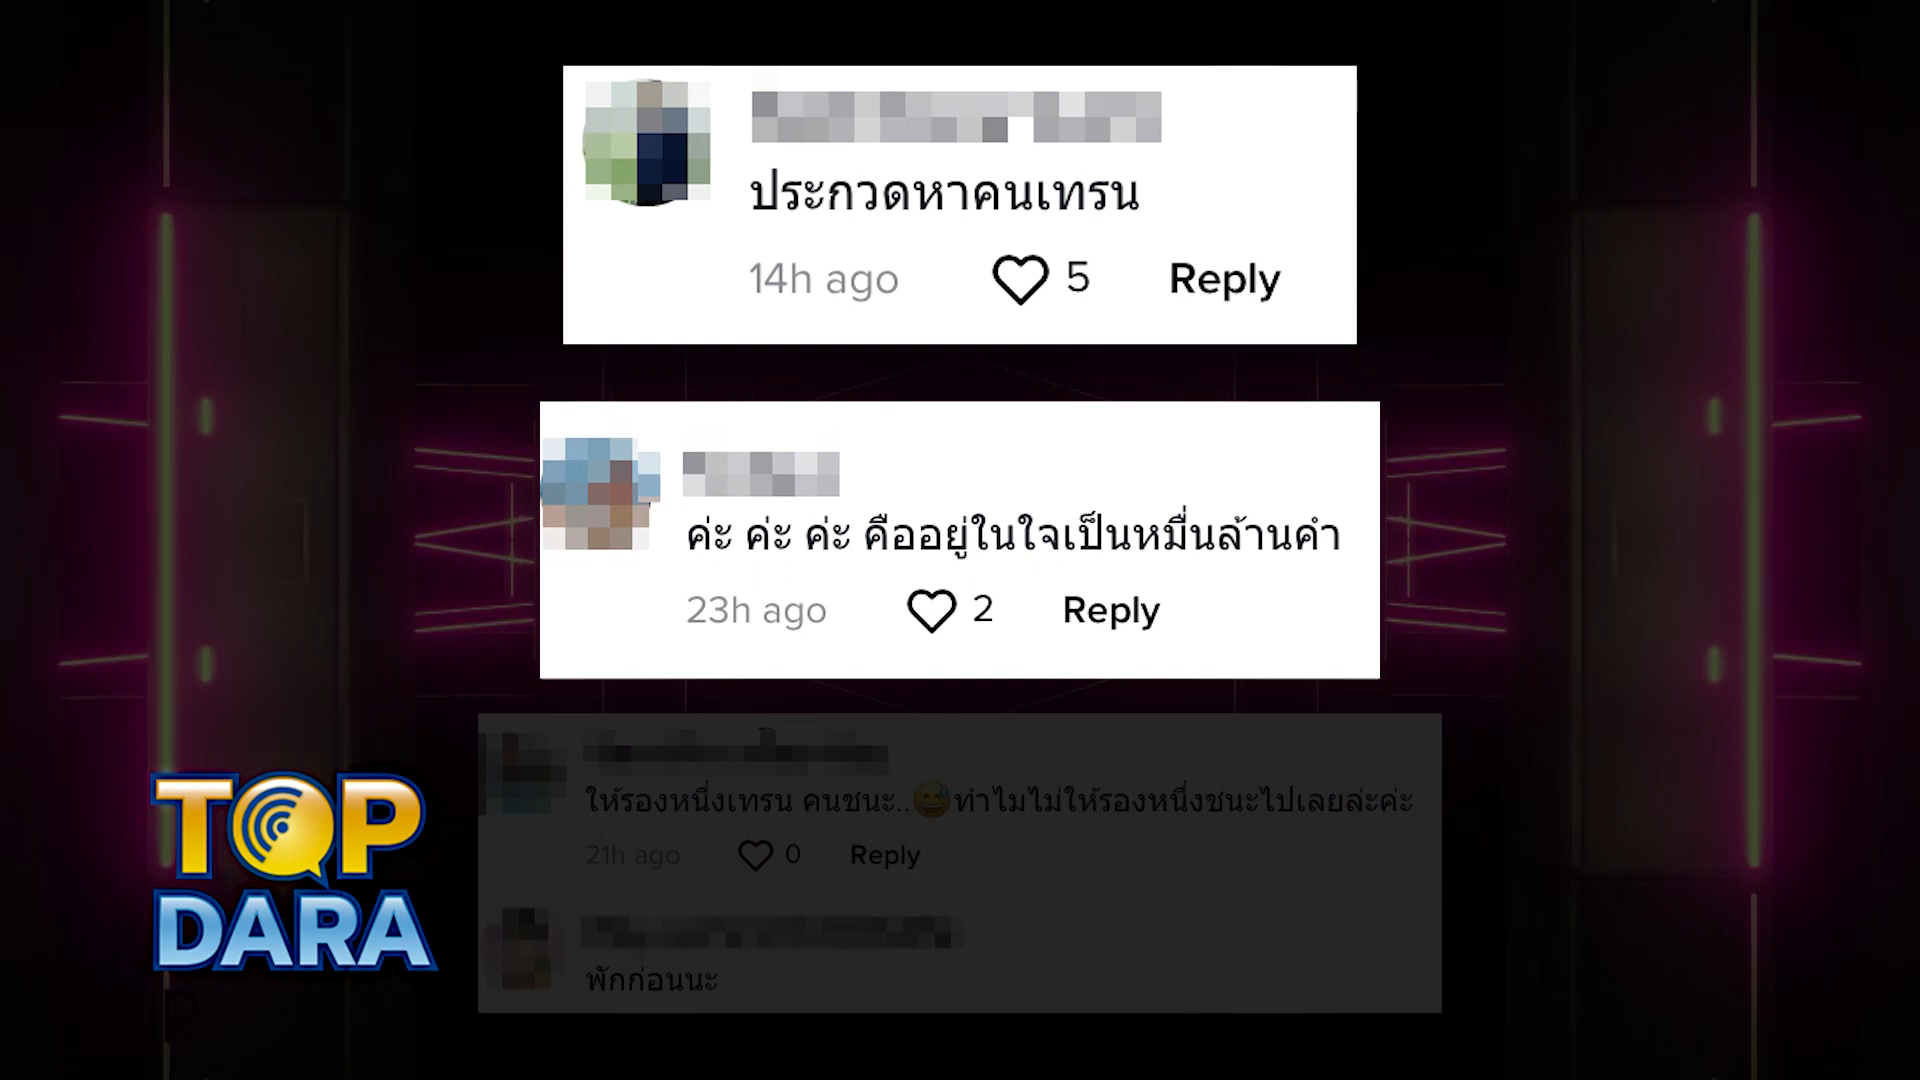 ประกวดหาคนเทรน
14h ago 5 Reply
ค่ะ ค่ะ ค่ะ คืออยู่ในใจเป็นหมื่นล้านคำ
23h ago 2 Reply
ให้รองหนึ่งเทรน คนชนะ..😅ทำไมไม่ให้รองหนึ่งชนะไปเลยล่ะค่ะ
21h ago 0 Reply
พักก่อนนะ
TOP
DARA